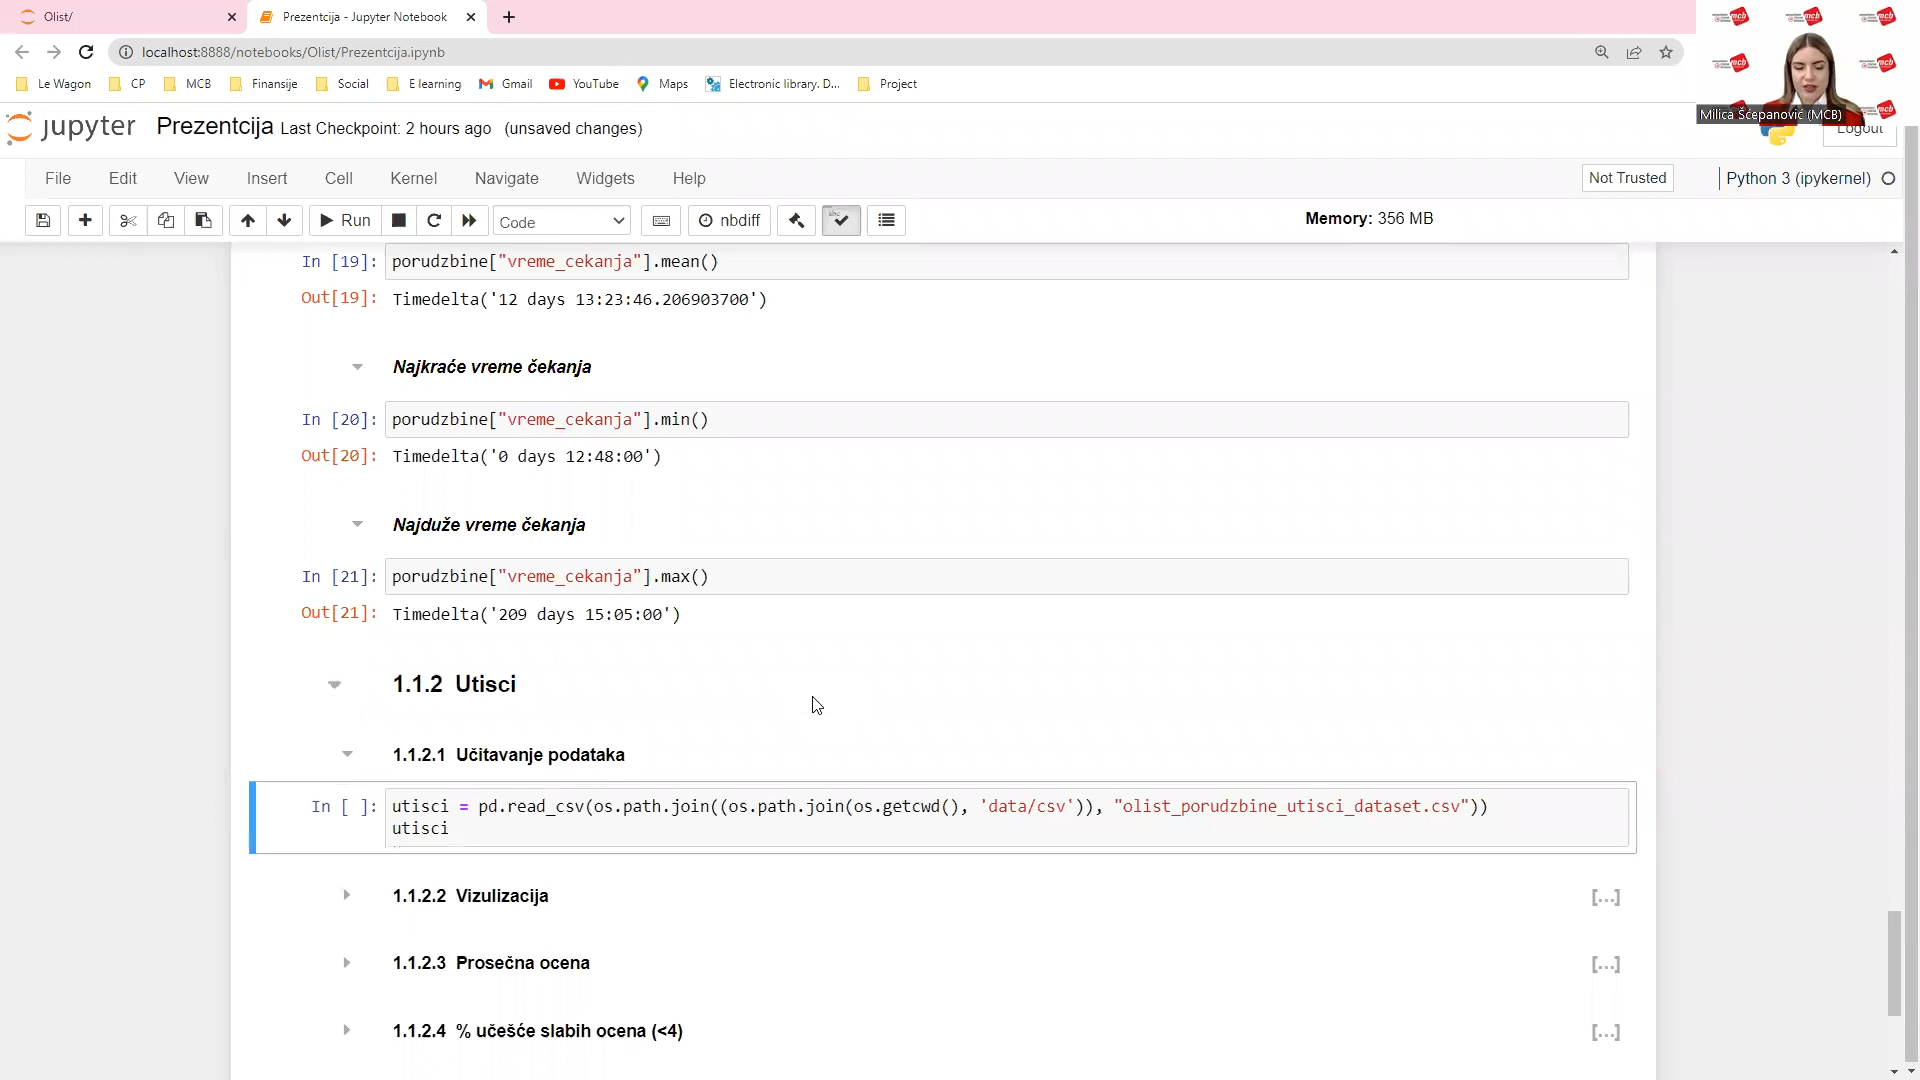 Olist/
Prezentcija - Jupyter Notebook
localhost:8888/notebooks/Olist/Prezentcija.ipynb
Le Wagon CP MCB Finansije Social E learning Gmail YouTube Maps Electronic library. D... Project
mcb
Milica Šćepanović (MCB)
jupyter Prezentcija Last Checkpoint: 2 hours ago (unsaved changes)
Logout
File Edit View Insert Cell Kernel Navigate Widgets Help
Not Trusted
Python 3 (ipykernel)
Run Code nbdiff
Memory: 356 MB
In [19]: porudzbine["vreme_cekanja"].mean()
Out[19]: Timedelta('12 days 13:23:46.206903700')
Najkraće vreme čekanja
In [20]: porudzbine["vreme_cekanja"].min()
Out[20]: Timedelta('0 days 12:48:00')
Najduže vreme čekanja
In [21]: porudzbine["vreme_cekanja"].max()
Out[21]: Timedelta('209 days 15:05:00')
1.1.2 Utisci
1.1.2.1 Učitavanje podataka
In [ ]: utisci = pd.read_csv(os.path.join((os.path.join(os.getcwd(), 'data/csv')), "olist_porudzbine_utisci_dataset.csv"))
utisci
1.1.2.2 Vizulizacija [...]
1.1.2.3 Prosečna ocena [...]
1.1.2.4 % učešće slabih ocena (<4) [...]